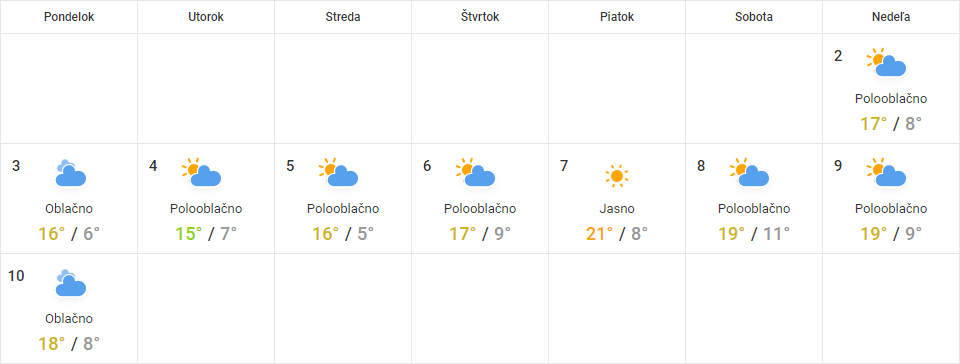 Pondelok Utorok Streda Štvrtok Piatok Sobota Nedeľa
2
Polooblačno
17° / 8°
3 4 5 6 7 8 9
Oblačno Polooblačno Polooblačno Polooblačno Jasno Polooblačno Polooblačno
16° / 6° 15° / 7° 16° / 5° 17° / 9° 21° / 8° 19° / 11° 19° / 9°
10
Oblačno
18° / 8°